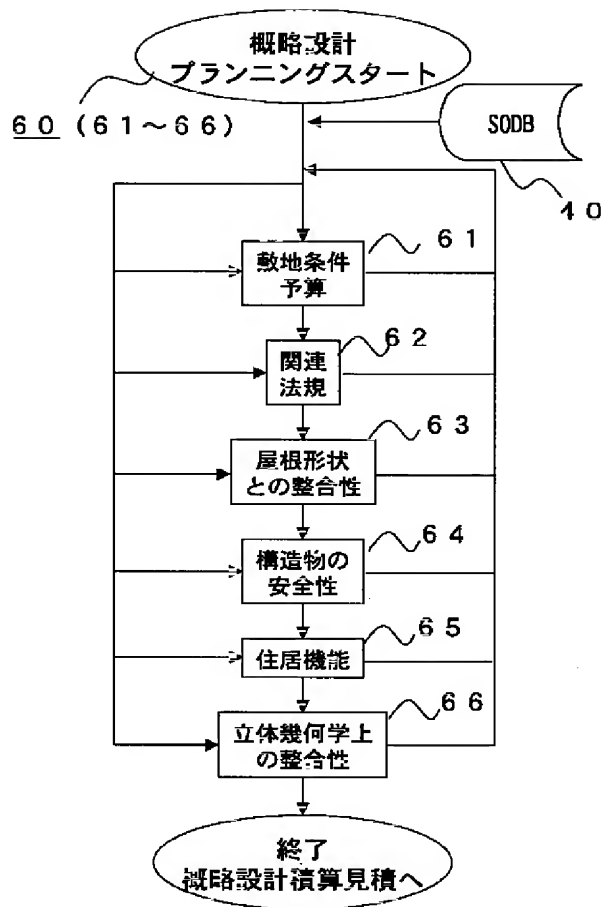 概略設計
プランニングスタート
６０（６１～６６）
SODB
４０
６１
敷地条件
予算
６２
関連
法規
６３
屋根形状
との整合性
６４
構造物の
安全性
６５
住居機能
６６
立体幾何学上
の整合性
終了
概略設計積算見積へ